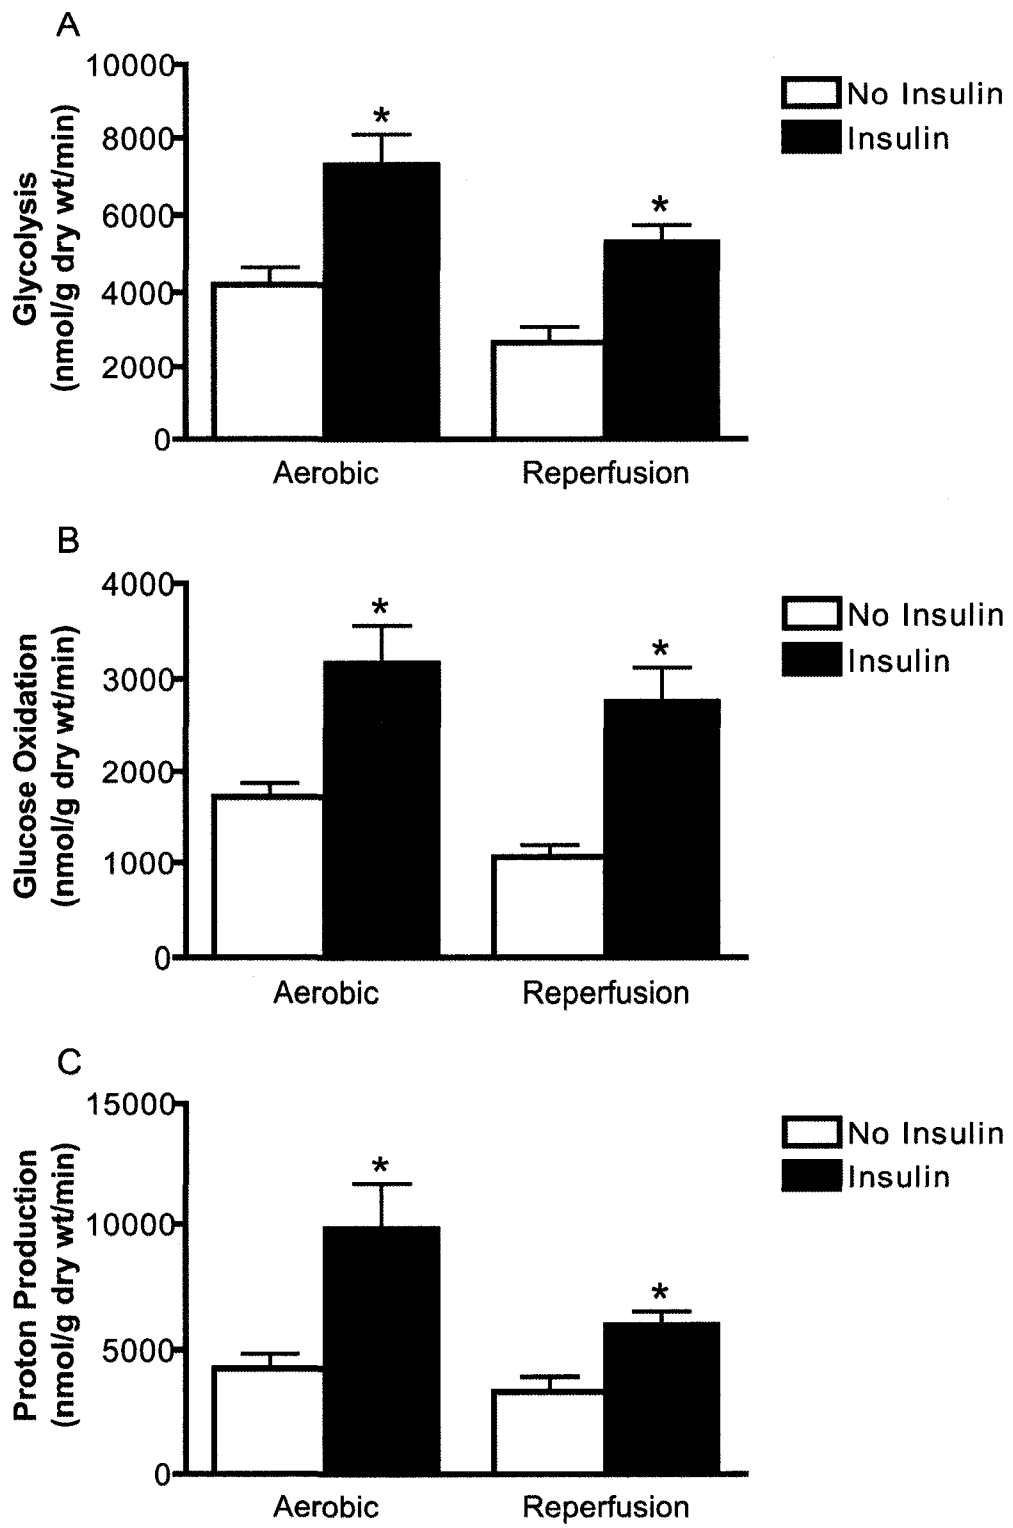 A
Glycolysis
(nmol/g dry wt/min)
10000
8000
6000
4000
2000
0
*
*
Aerobic
Reperfusion
No Insulin
Insulin
B
Glucose Oxidation
(nmol/g dry wt/min)
4000
3000
2000
1000
0
*
*
Aerobic
Reperfusion
No Insulin
Insulin
C
Proton Production
(nmol/g dry wt/min)
15000
10000
5000
0
*
*
Aerobic
Reperfusion
No Insulin
Insulin